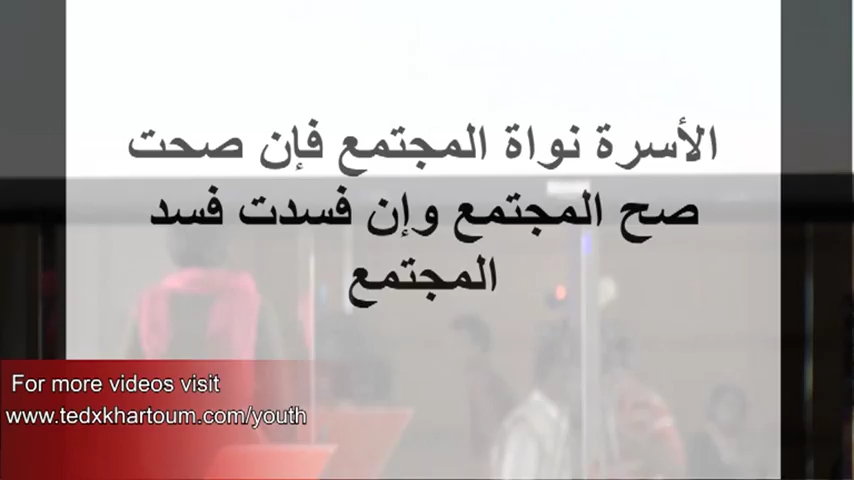 الأسرة نواة المجتمع فإن صحت
صح المجتمع وإن فسدت فسد
المجتمع
For more videos visit
www.tedxkhartoum.com/youth